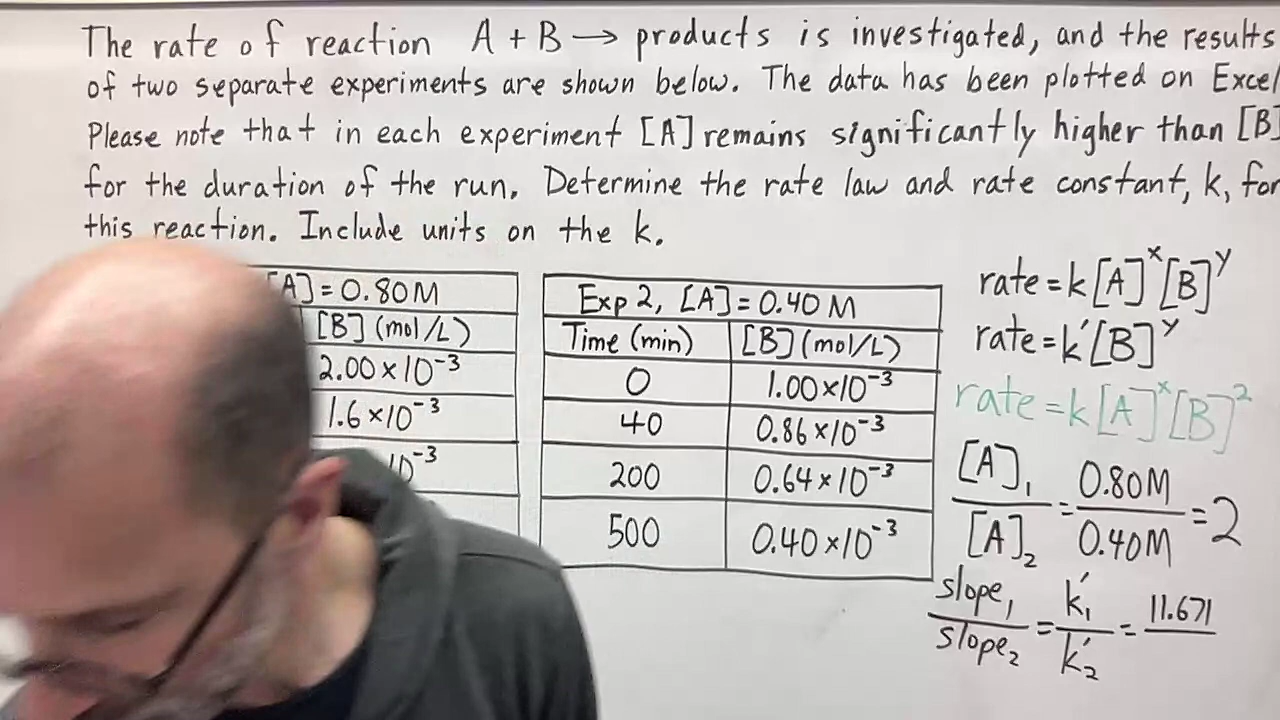 The rate of reaction A + B → products is investigated, and the results
of two separate experiments are shown below. The data has been plotted on Excel
Please note that in each experiment [A] remains significantly higher than [B]
for the duration of the run. Determine the rate law and rate constant, k, for
this reaction. Include units on the k.
[A] = 0.80 M
[B] (mol/L)
2.00 × 10⁻³
1.6 × 10⁻³
10⁻³
Exp 2, [A] = 0.40 M
Time (min) [B] (mol/L)
0 1.00 × 10⁻³
40 0.86 × 10⁻³
200 0.64 × 10⁻³
500 0.40 × 10⁻³
rate = k[A]ˣ[B]ʸ
rate = k′[B]ʸ
rate = k[A]ˣ[B]²
[A]₁ / [A]₂ = 0.80M / 0.40M = 2
slope₁ / slope₂ = k′₁ / k′₂ = 11.671